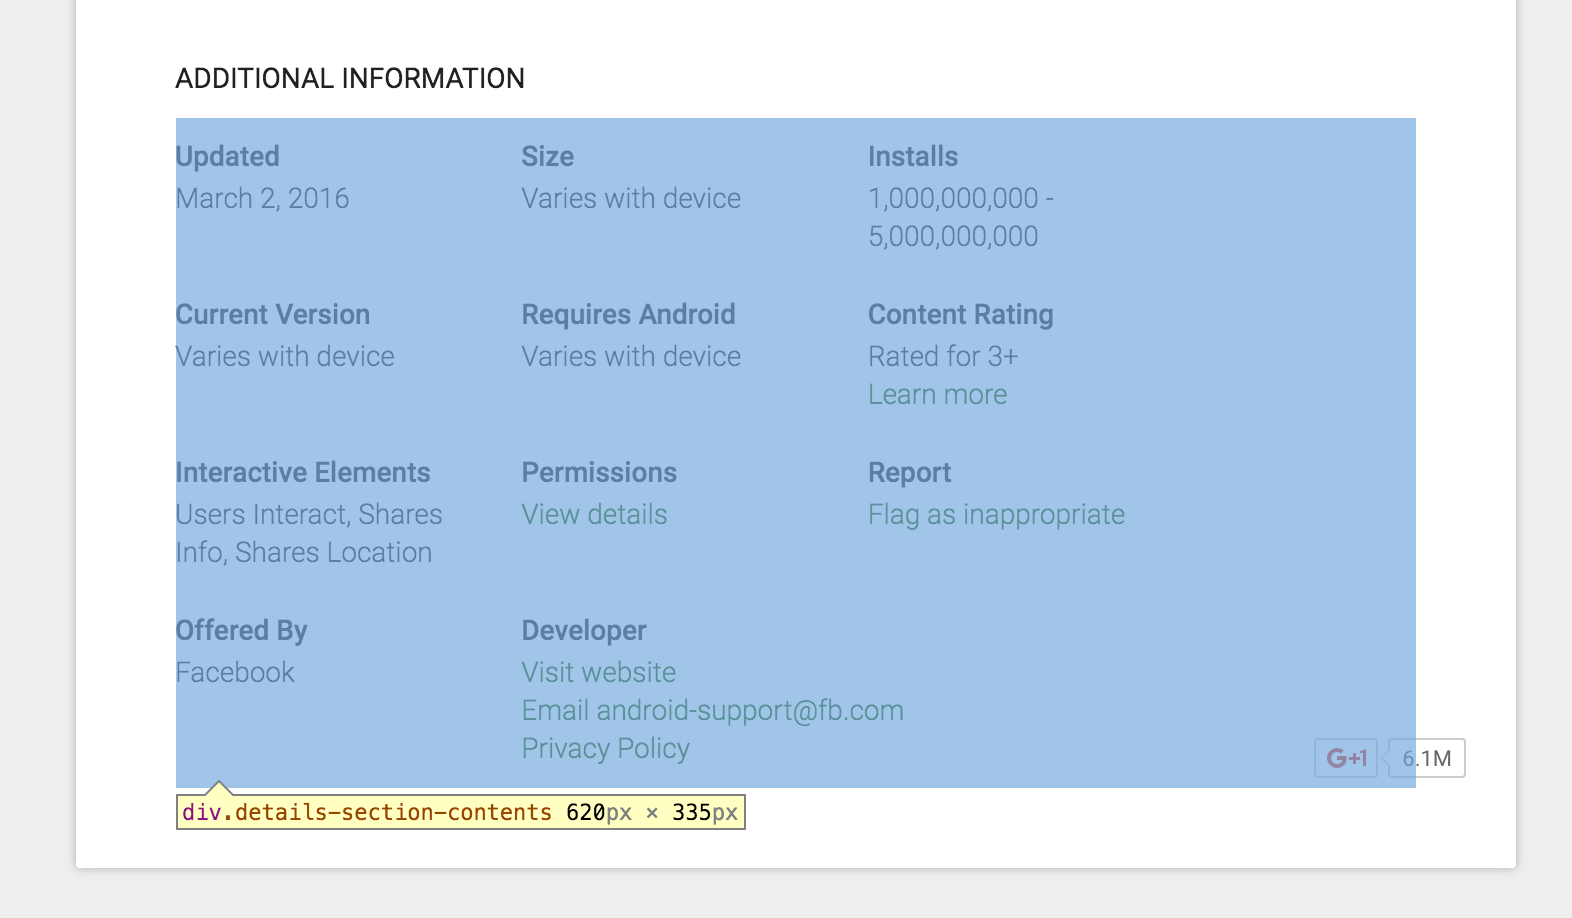 ADDITIONAL INFORMATION
Updated
March 2, 2016
Size
Varies with device
Installs
1,000,000,000 -
5,000,000,000
Current Version
Varies with device
Requires Android
Varies with device
Content Rating
Rated for 3+
Learn more
Interactive Elements
Users Interact, Shares
Info, Shares Location
Permissions
View details
Report
Flag as inappropriate
Offered By
Facebook
Developer
Visit website
Email android-support@fb.com
Privacy Policy
G+1
6.1M
div.details-section-contents 620px × 335px